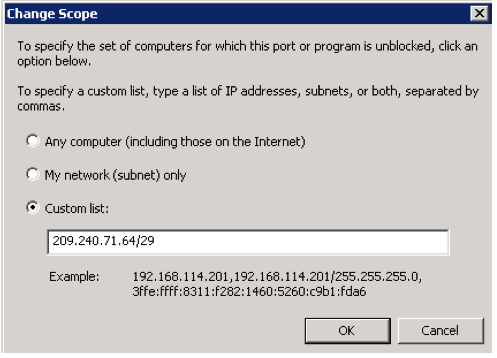 Change Scope
To specify the set of computers for which this port or program is unblocked, click an
option below.
To specify a custom list, type a list of IP addresses, subnets, or both, separated by
commas.
Any computer (including those on the Internet)
My network (subnet) only
Custom list:
209.240.71.64/29
Example: 192.168.114.201,192.168.114.201/255.255.255.0,
3ffe:ffff:8311:f282:1460:5260:c9b1:fda6
OK Cancel